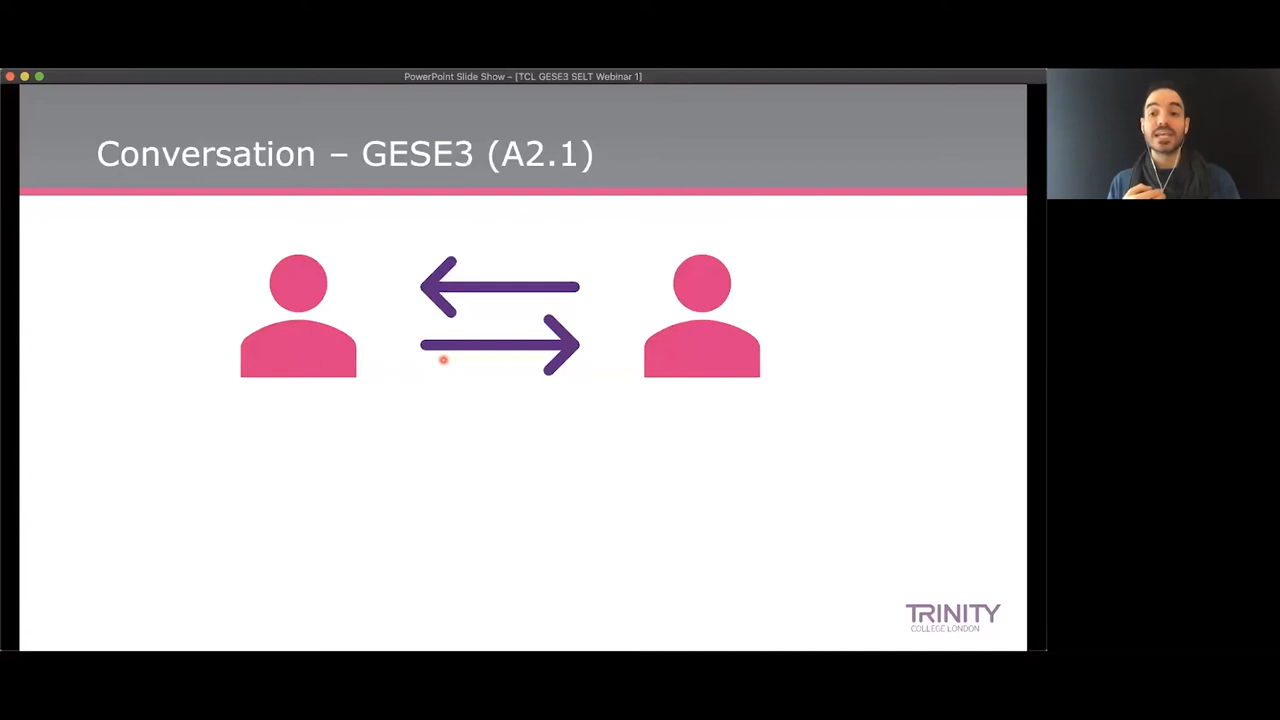 PowerPoint Slide Show – [TCL GESE3 SELT Webinar 1]
Conversation – GESE3 (A2.1)
TRINITY
COLLEGE LONDON